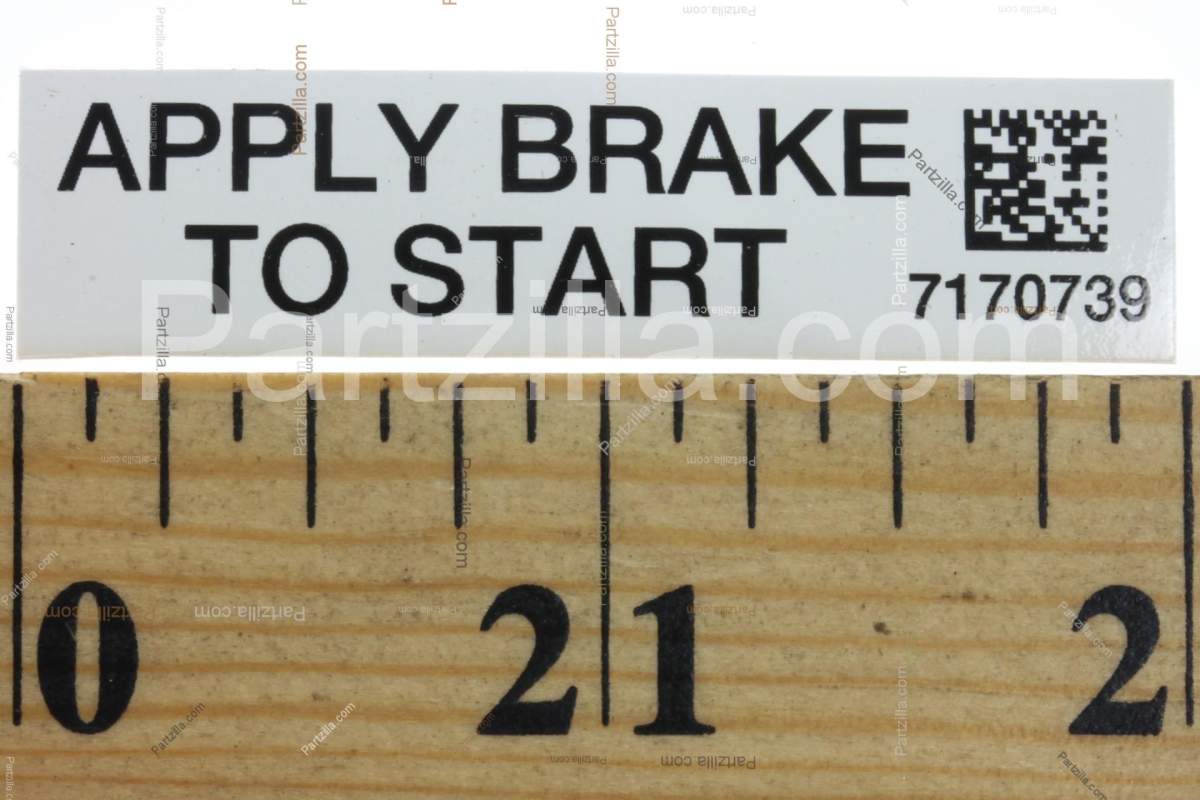 APPLY BRAKE
TO START
7170739
Partzilla.com
0 2 1 2